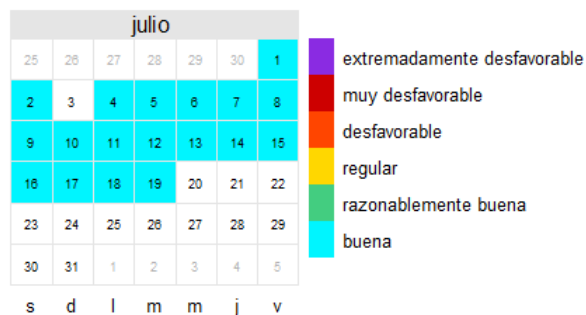 julio
25 26 27 28 29 30 1
2 3 4 5 6 7 8
9 10 11 12 13 14 15
16 17 18 19 20 21 22
23 24 25 26 27 28 29
30 31 1 2 3 4 5
s d l m m j v
extremadamente desfavorable
muy desfavorable
desfavorable
regular
razonablemente buena
buena